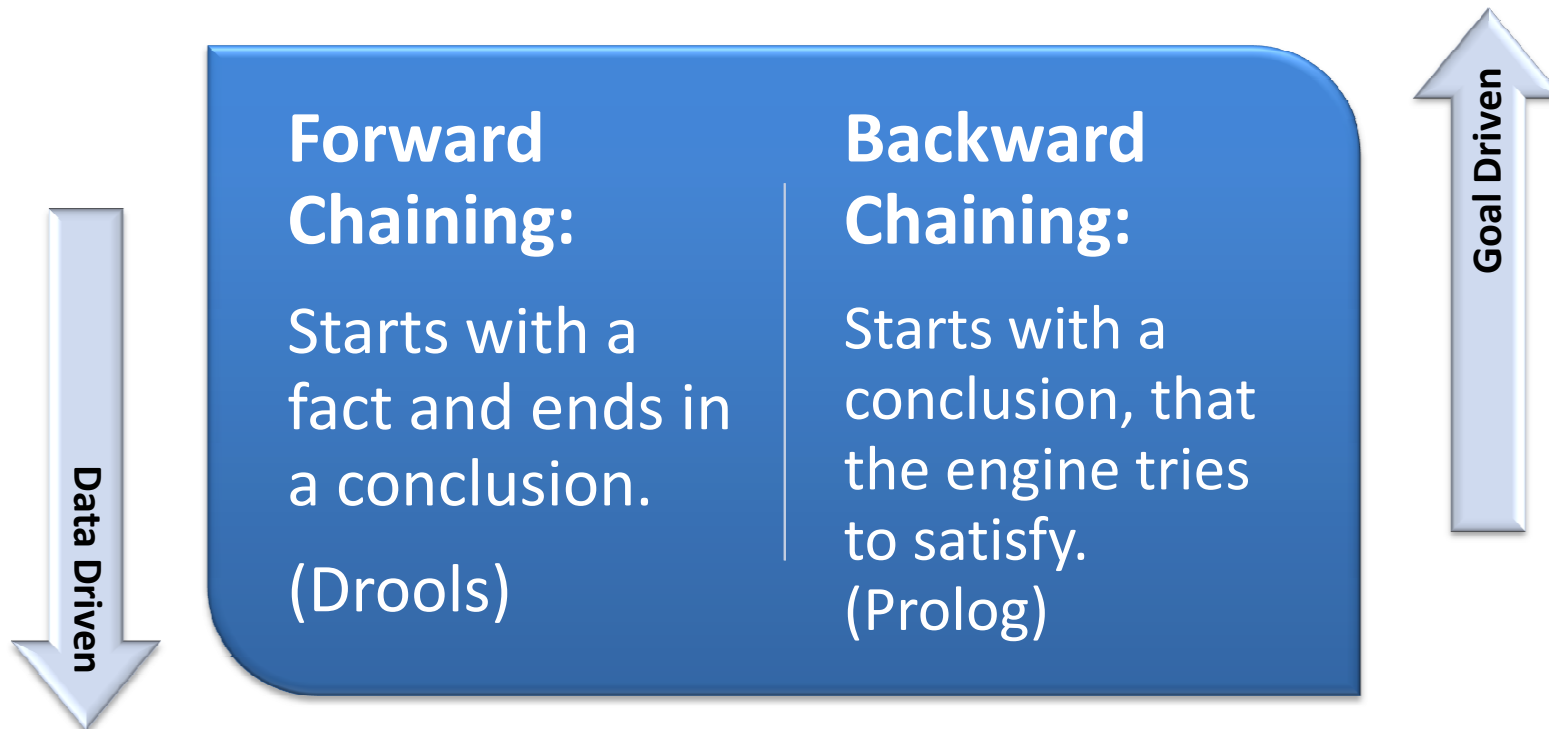 Data Driven
Forward
Chaining:
Starts with a
fact and ends in
a conclusion.
(Drools)
Backward
Chaining:
Starts with a
conclusion, that
the engine tries
to satisfy.
(Prolog)
Goal Driven